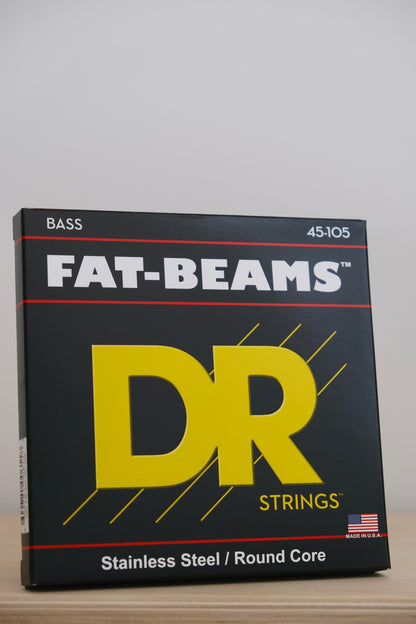 BASS 45-105
FAT-BEAMS™
DR
STRINGS™
MADE IN U.S.A.
Stainless Steel / Round Core